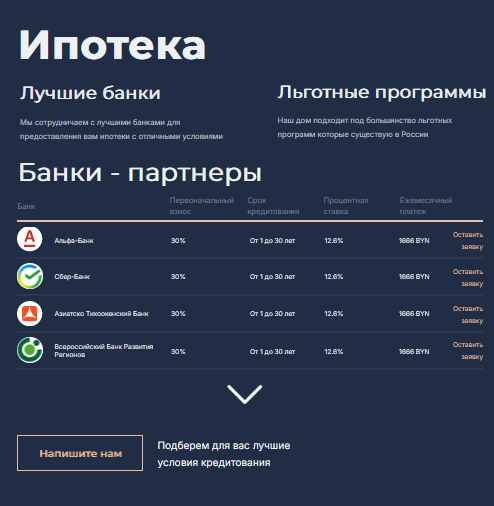 Ипотека
Лучшие банки
Льготные программы
Мы сотрудничаем с лучшими банками для
предоставления вам ипотеки с отличными условиями
Наш дом подходит под большинство льготных
программ которые существую в России
Банки - партнеры
Банк
Первоначальный
взнос
Срок
кредитования
Процентная
ставка
Ежемесячный
платеж
А
Альфа-Банк
30%
От 1 до 30 лет
12.6%
1666 BYN
Оставить
заявку
Сбер-Банк
30%
От 1 до 30 лет
12.6%
1666 BYN
Оставить
заявку
Азиатско Тихоокеанский Банк
30%
От 1 до 30 лет
12.6%
1666 BYN
Оставить
заявку
Всероссийский Банк Развития
Регионов
30%
От 1 до 30 лет
12.6%
1666 BYN
Оставить
заявку
Напишите нам
Подберем для вас лучшие
условия кредитования